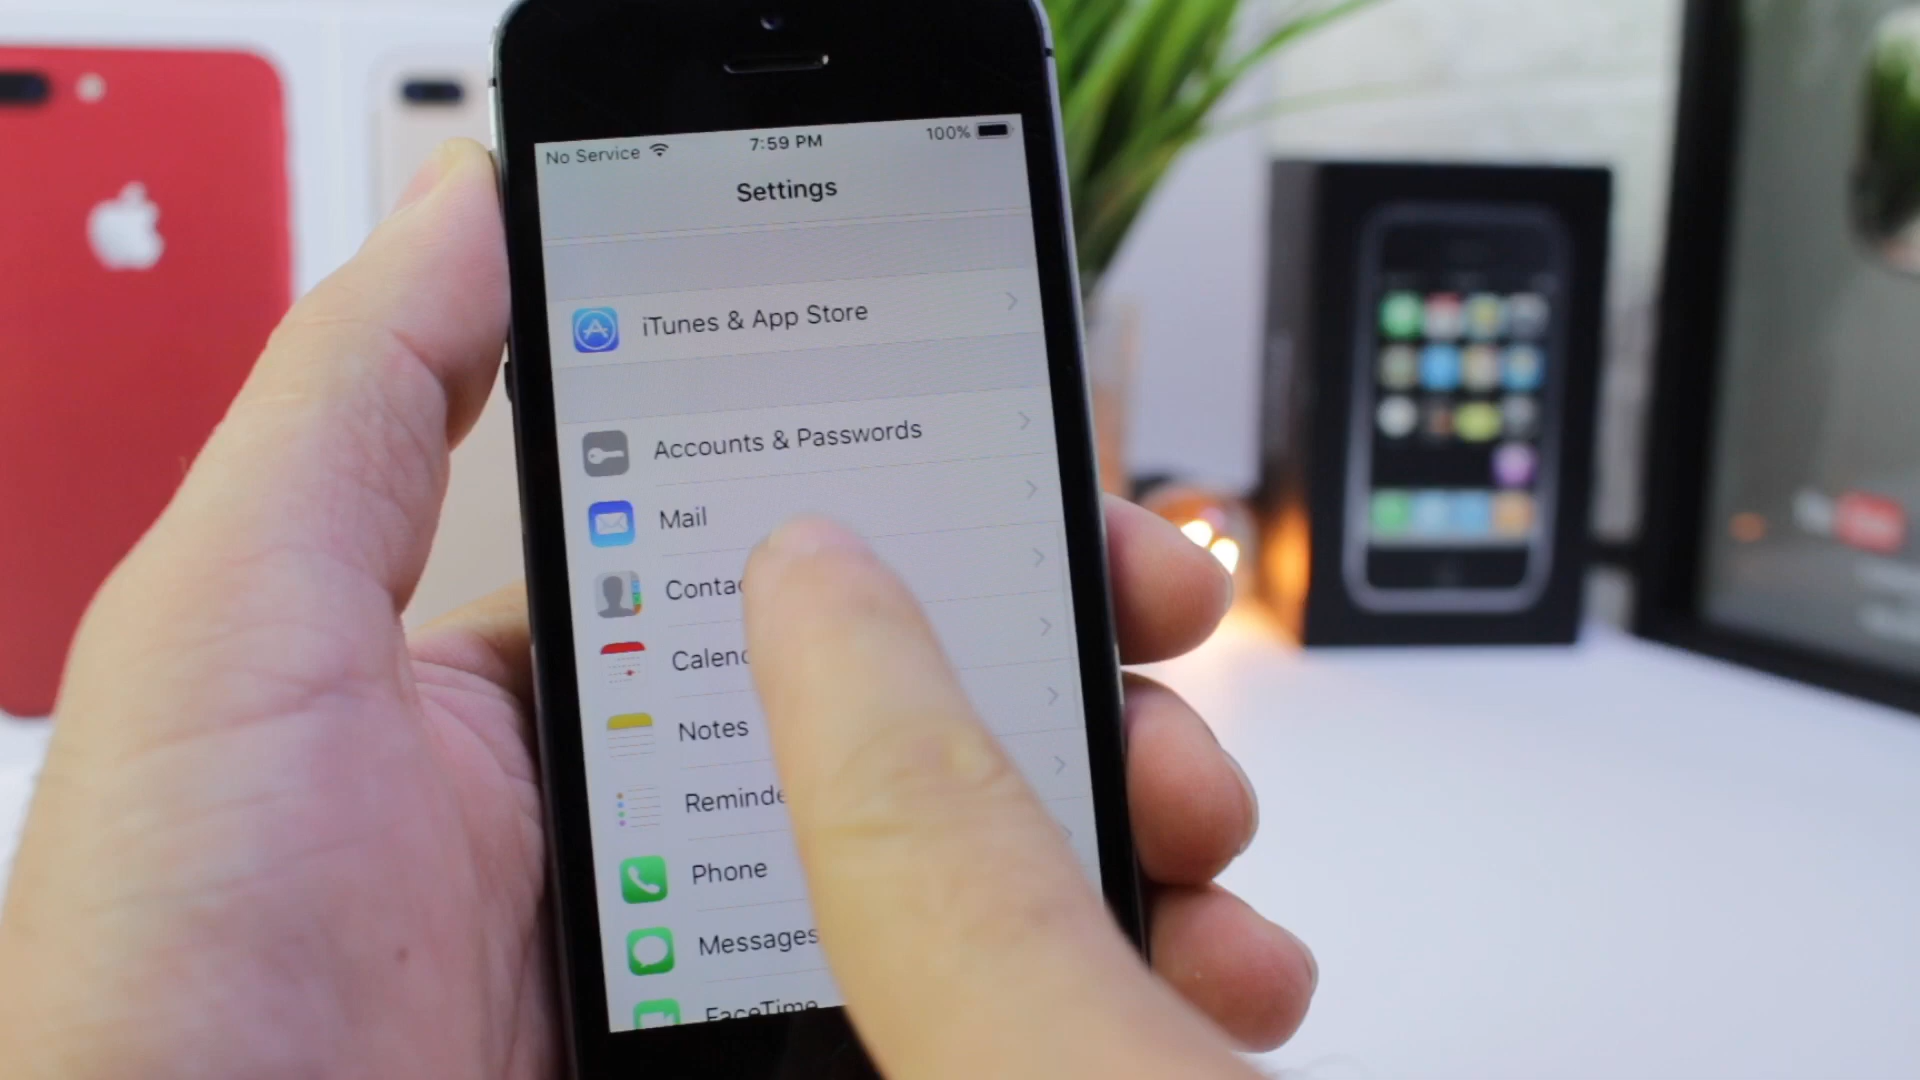 No Service 7:59 PM 100%
Settings
iTunes & App Store
Accounts & Passwords
Mail
Contac
Calend
Notes
Reminde
Phone
Messages
FaceTime